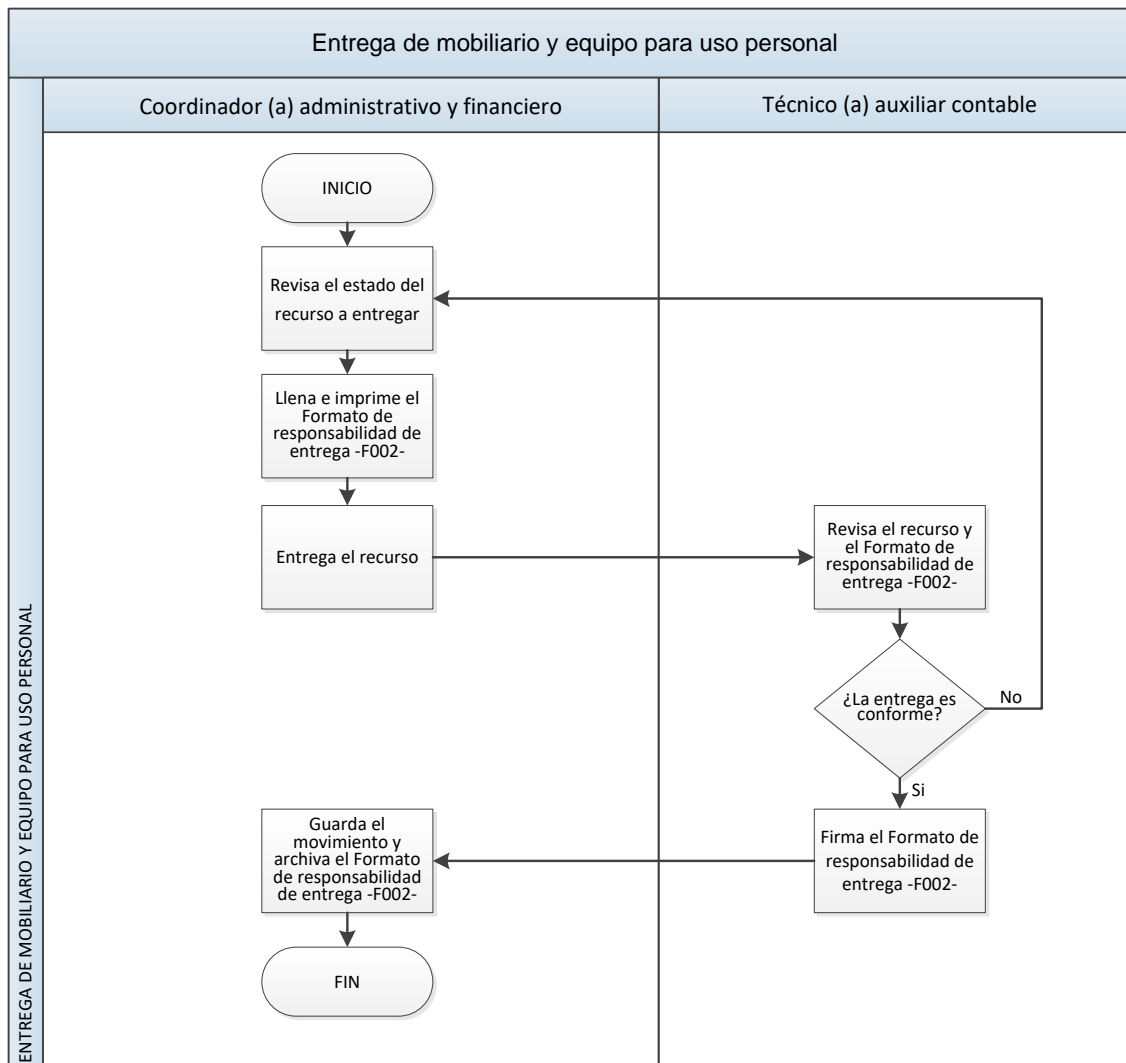 Entrega de mobiliario y equipo para uso personal
ENTREGA DE MOBILIARIO Y EQUIPO PARA USO PERSONAL
Coordinador (a) administrativo y financiero
Técnico (a) auxiliar contable
INICIO
Revisa el estado del
recurso a entregar
Llena e imprime el
Formato de
responsabilidad de
entrega -F002-
Entrega el recurso
Revisa el recurso y
el Formato de
responsabilidad de
entrega -F002-
¿La entrega es
conforme?
No
Si
Firma el Formato de
responsabilidad de
entrega -F002-
Guarda el
movimiento y
archiva el Formato
de responsabilidad
de entrega -F002-
FIN